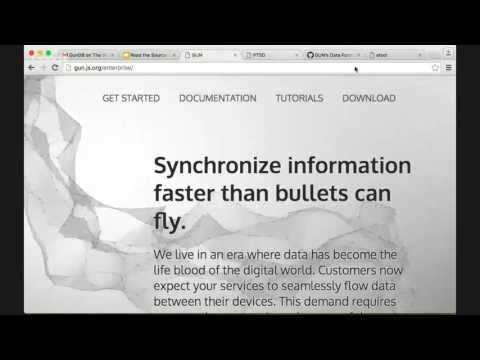 GunDB on The W
Read the Source
GUN
PTSD
GUN's Data Form
atext
gun.js.org/enterprise/
GET STARTED DOCUMENTATION TUTORIALS DOWNLOAD
Synchronize information
faster than bullets can
fly.
We live in an era where data has become the
life blood of the digital world. Customers now
expect your services to seamlessly flow data
between their devices. This demand requires